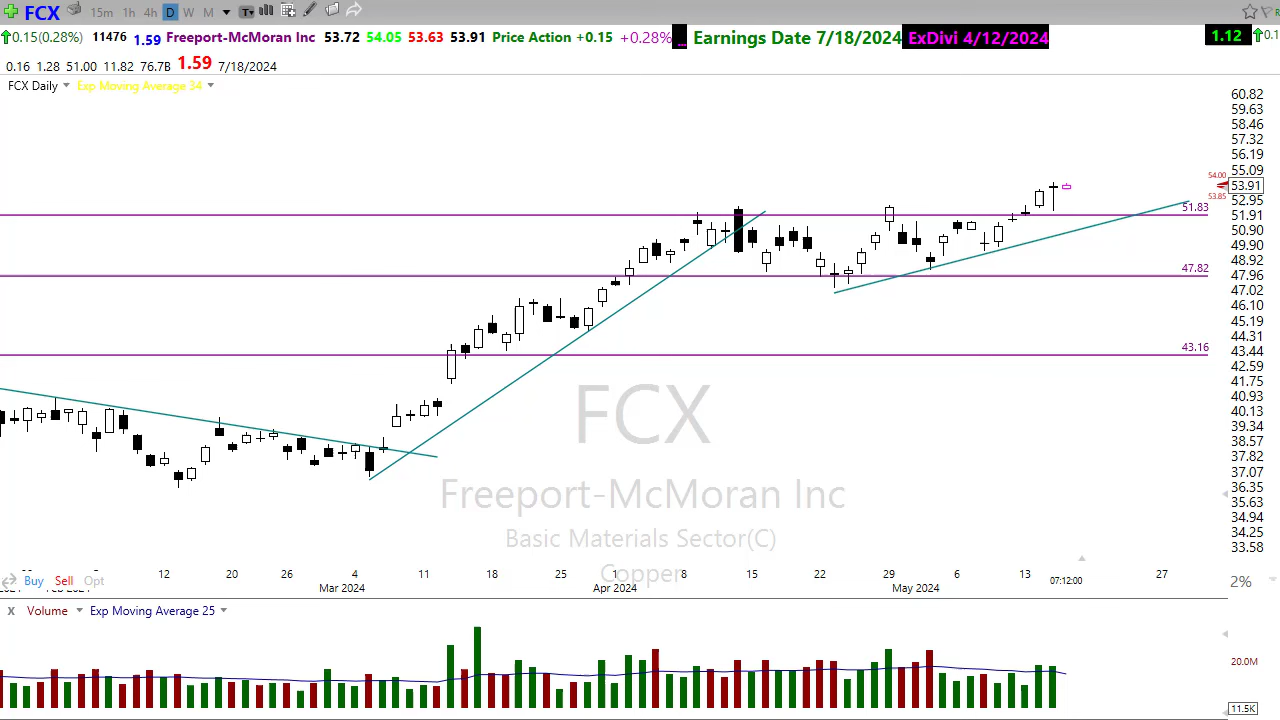 FCX 15m 1h 4h D W M T
0.15(0.28%) 11476 1.59 Freeport-McMoran Inc 53.72 54.05 53.63 53.91 Price Action +0.15 +0.28% ... Earnings Date 7/18/2024 ExDivi 4/12/2024 1.12 0.1
0.16 1.28 51.00 11.82 76.7B 1.59 7/18/2024
FCX Daily Exp Moving Average 34
60.82
59.63
58.46
57.32
56.19
55.09
54.00
53.91
53.85
52.95
51.83
51.91
50.90
49.90
48.92
47.82
47.96
47.02
46.10
45.19
44.31
43.16
43.44
42.59
41.75
40.93
40.13
39.34
38.57
37.82
37.07
36.35
35.63
34.94
34.25
33.58
FCX
Freeport-McMoran Inc
Basic Materials Sector(C)
Copper
12 20 26 4 11 18 25 1 8 15 22 29 6 13 07:12:00 27
Mar 2024 Apr 2024 May 2024
Buy Sell Opt 2%
X Volume Exp Moving Average 25
20.0M
11.5K